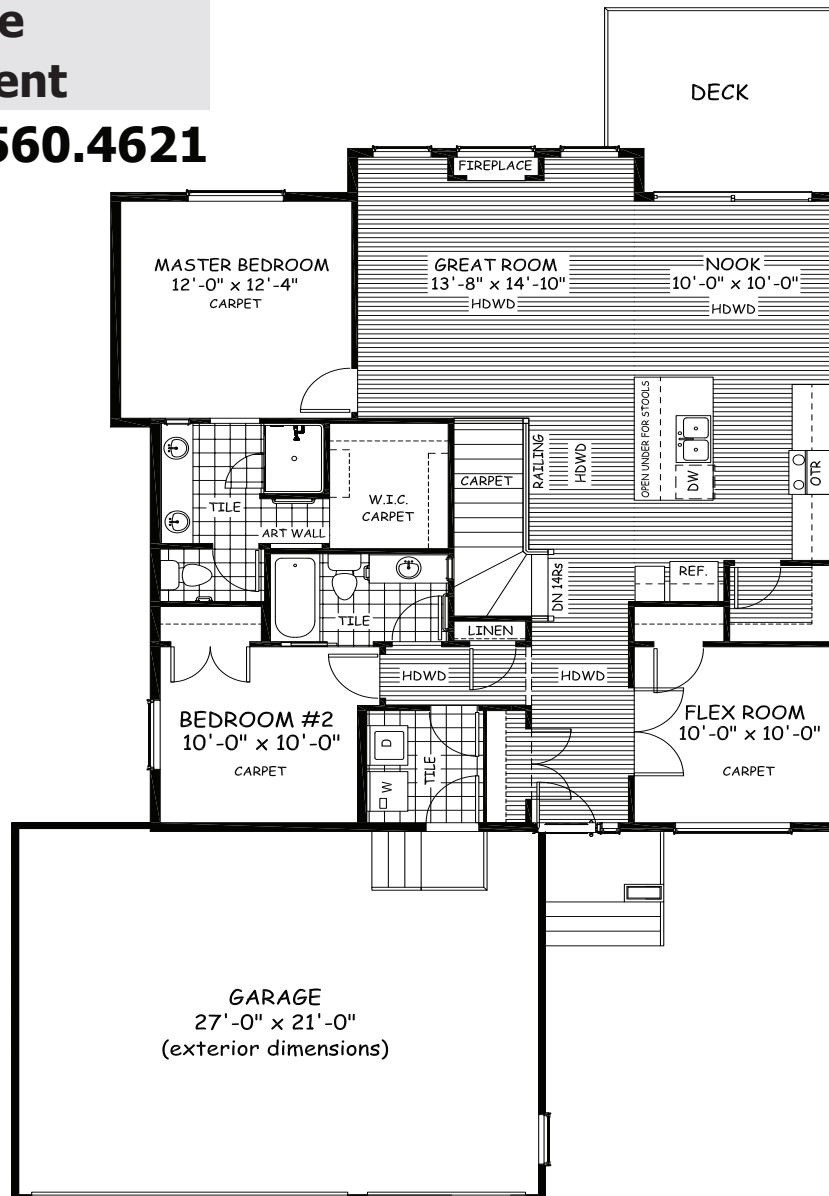 e
ent
560.4621
DECK
FIREPLACE
MASTER BEDROOM
12'-0" x 12'-4"
CARPET
GREAT ROOM
13'-8" x 14'-10"
HDWD
NOOK
10'-0" x 10'-0"
HDWD
OPEN UNDER FOR STOOLS
RAILING
HDWD
DW
OTR
CARPET
W.I.C.
CARPET
TILE
ART WALL
REF.
DN 14Rs
TILE
LINEN
HDWD
HDWD
BEDROOM #2
10'-0" x 10'-0"
CARPET
FLEX ROOM
10'-0" x 10'-0"
CARPET
D
W
TILE
GARAGE
27'-0" x 21'-0"
(exterior dimensions)